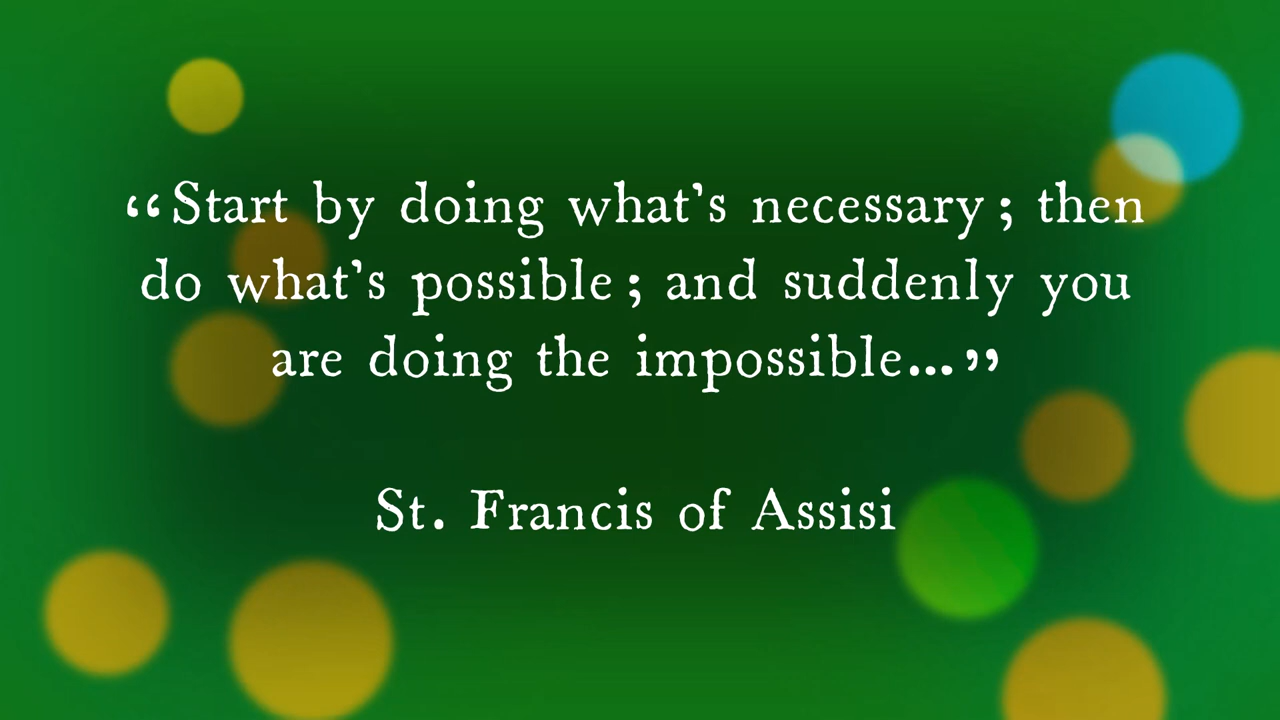 “Start by doing what’s necessary; then
do what’s possible; and suddenly you
are doing the impossible...”
St. Francis of Assisi